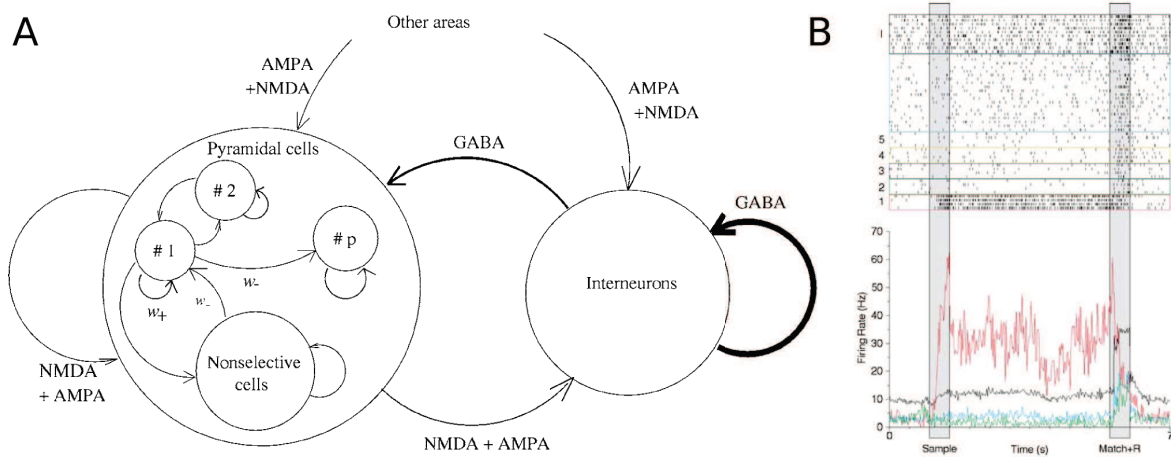 A
Other areas
AMPA
+NMDA
AMPA
+NMDA
GABA
Pyramidal cells
# 2
# 1
# p
w-
w+
w-
Nonselective
cells
NMDA
+ AMPA
NMDA + AMPA
Interneurons
GABA
B
I
5
4
3
2
1
70
60
50
40
30
20
10
0
Firing Rate (Hz)
0
7
Sample
Time (s)
Match+R